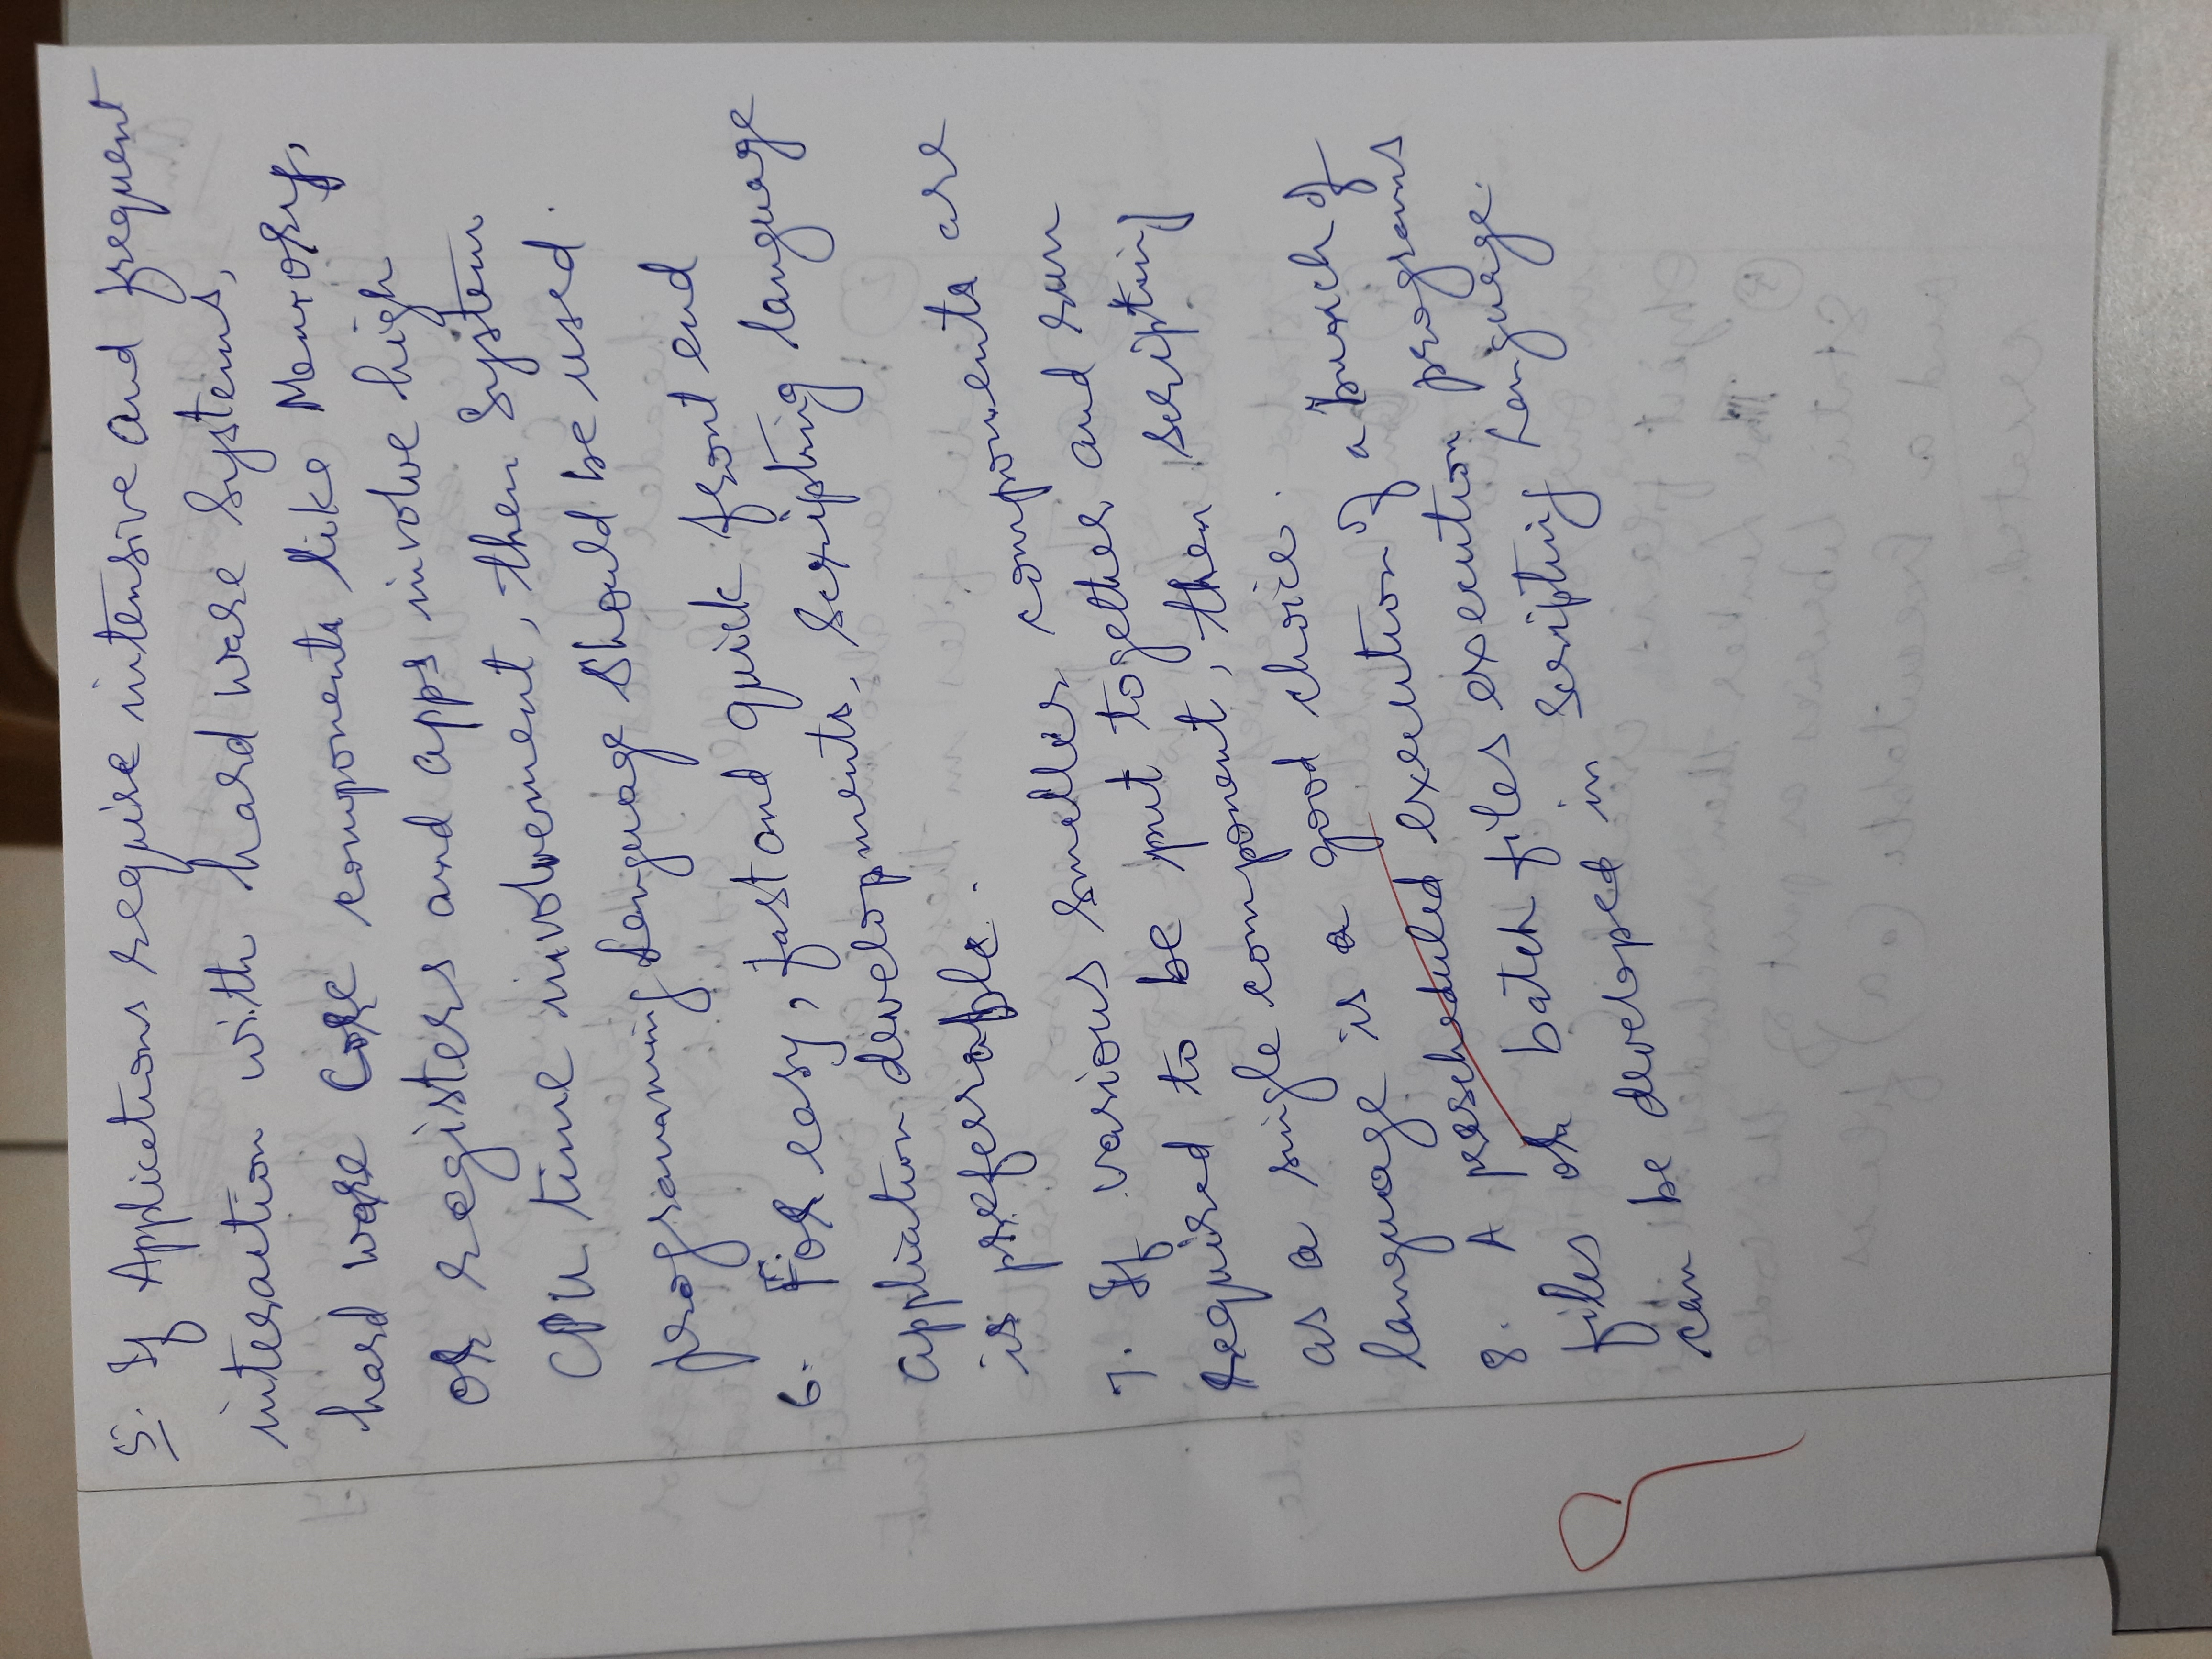 5. If Applications require intensive and frequent
interaction with hard ware systems,
hard ware Core components like Memory,
or registers and apps involve high
CPU time involvement, then System
programming Language should be used.
6. For easy, fast and quick front end
appliation developments, scripting language
is preferrable.
7. If various smaller components are
required to be put together and run
as a single component, then scripting
language is a good choice.
8. A prescheduled execution of a bunch of
files or batch files execution programs
can be developed in scripting Language.